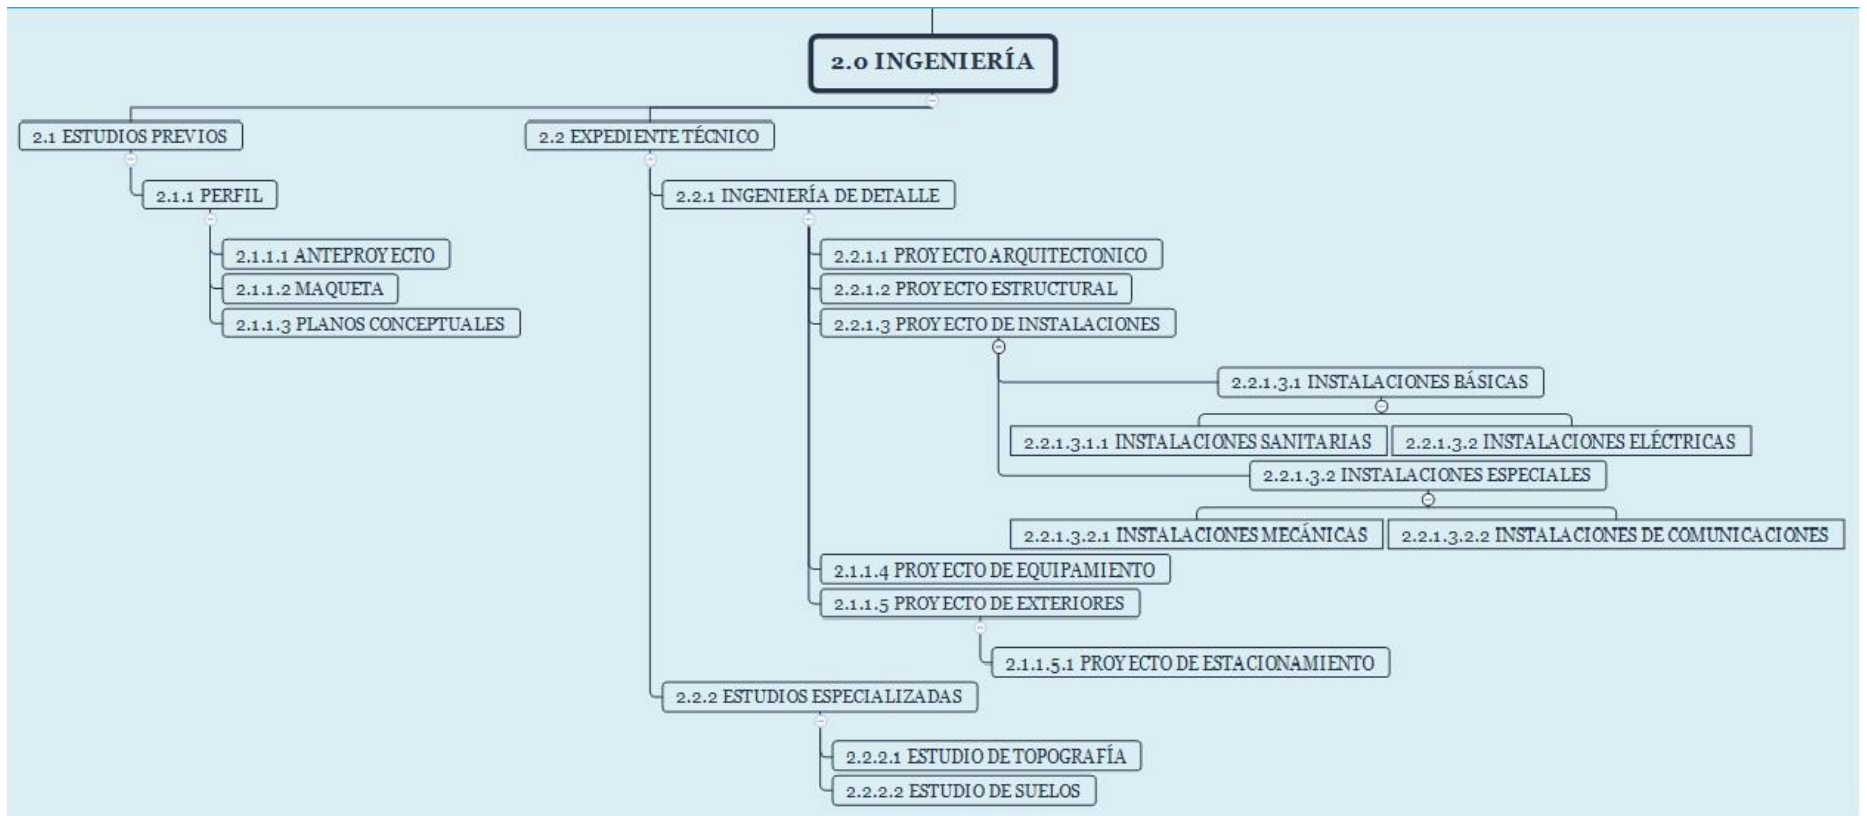 2.0 INGENIERÍA
2.1 ESTUDIOS PREVIOS
2.2 EXPEDIENTE TÉCNICO
2.1.1 PERFIL
2.2.1 INGENIERÍA DE DETALLE
2.1.1.1 ANTEPROYECTO
2.2.1.1 PROYECTO ARQUITECTONICO
2.1.1.2 MAQUETA
2.2.1.2 PROYECTO ESTRUCTURAL
2.1.1.3 PLANOS CONCEPTUALES
2.2.1.3 PROYECTO DE INSTALACIONES
2.2.1.3.1 INSTALACIONES BÁSICAS
2.2.1.3.1.1 INSTALACIONES SANITARIAS
2.2.1.3.2 INSTALACIONES ELÉCTRICAS
2.2.1.3.2 INSTALACIONES ESPECIALES
2.2.1.3.2.1 INSTALACIONES MECÁNICAS
2.2.1.3.2.2 INSTALACIONES DE COMUNICACIONES
2.1.1.4 PROYECTO DE EQUIPAMIENTO
2.1.1.5 PROYECTO DE EXTERIORES
2.1.1.5.1 PROYECTO DE ESTACIONAMIENTO
2.2.2 ESTUDIOS ESPECIALIZADAS
2.2.2.1 ESTUDIO DE TOPOGRAFÍA
2.2.2.2 ESTUDIO DE SUELOS